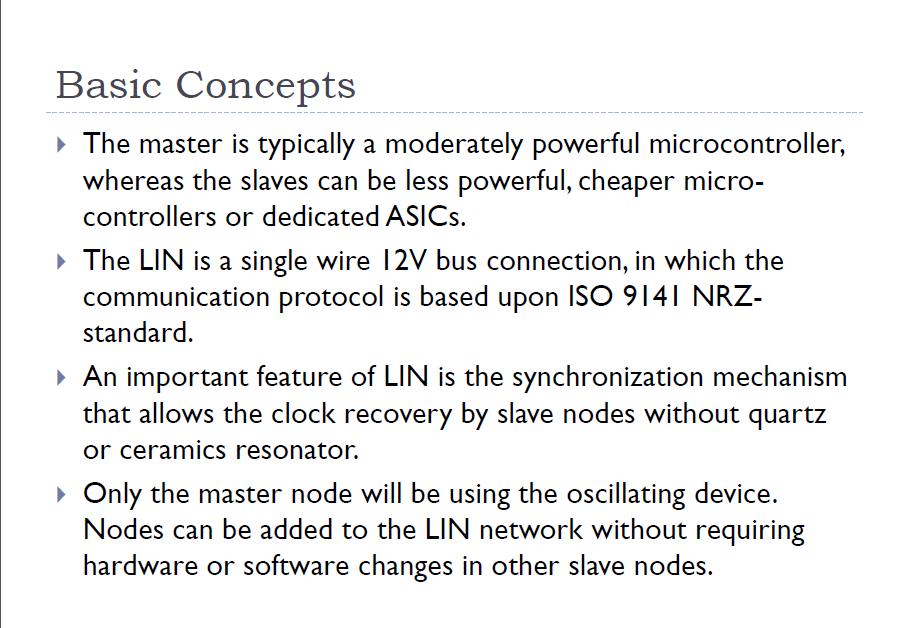 Basic Concepts
The master is typically a moderately powerful microcontroller,
whereas the slaves can be less powerful, cheaper micro-
controllers or dedicated ASICs.
The LIN is a single wire 12V bus connection, in which the
communication protocol is based upon ISO 9141 NRZ-
standard.
An important feature of LIN is the synchronization mechanism
that allows the clock recovery by slave nodes without quartz
or ceramics resonator.
Only the master node will be using the oscillating device.
Nodes can be added to the LIN network without requiring
hardware or software changes in other slave nodes.